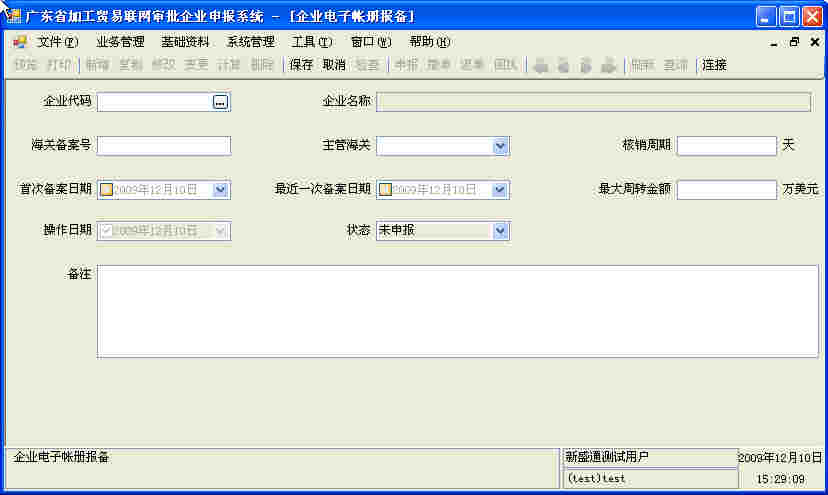 广东省加工贸易联网审批企业申报系统 - [企业电子帐册报备]
文件(F) 业务管理 基础资料 系统管理 工具(T) 窗口(W) 帮助(H)
预览 打印 新增 复制 修改 变更 计算 删除 保存 取消 检查 申报 撤单 退单 回执 刷新 查询 连接
企业代码 ... 企业名称
海关备案号 主管海关 核销周期 天
首次备案日期 2009年12月10日 最近一次备案日期 2009年12月10日 最大周转金额 万美元
操作日期 2009年12月10日 状态 未申报
备注
企业电子帐册报备 新盛通测试用户 2009年12月10日
(test)test 15:29:09